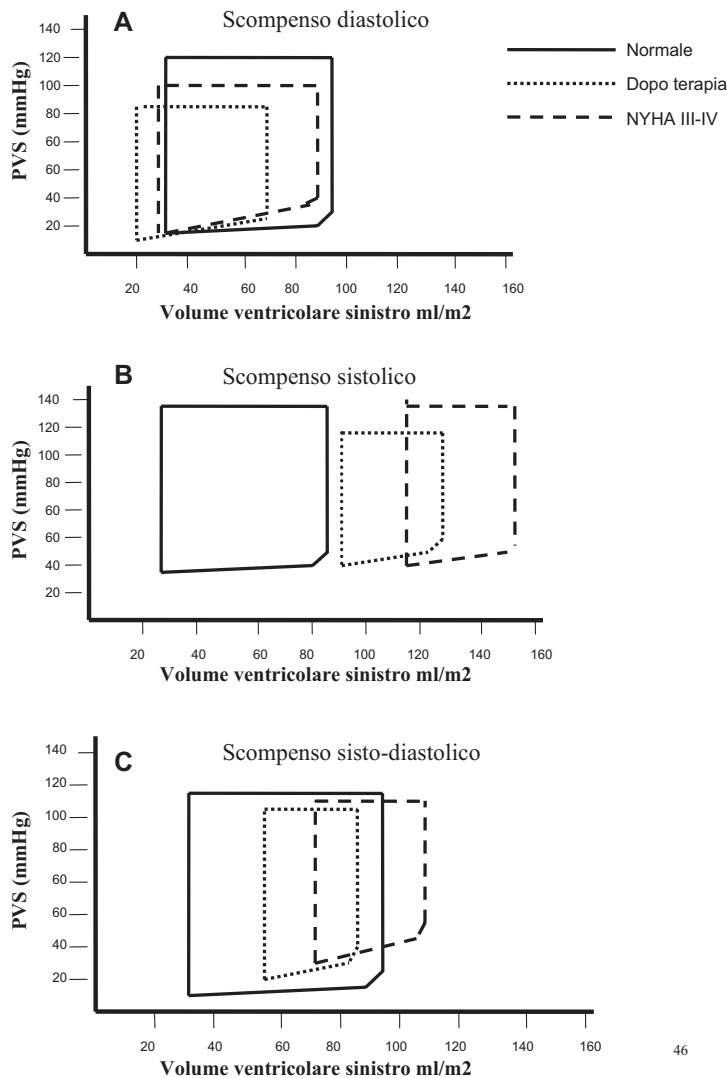 A Scompenso diastolico
Normale
Dopo terapia
NYHA III-IV
PVS (mmHg)
140
120
100
80
60
40
20
20 40 60 80 100 120 140 160
Volume ventricolare sinistro ml/m2
B Scompenso sistolico
PVS (mmHg)
140
120
100
80
60
40
20
20 40 60 80 100 120 140 160
Volume ventricolare sinistro ml/m2
C Scompenso sisto-diastolico
PVS (mmHg)
140
120
100
80
60
40
20
20 40 60 80 100 120 140 160
Volume ventricolare sinistro ml/m2
46